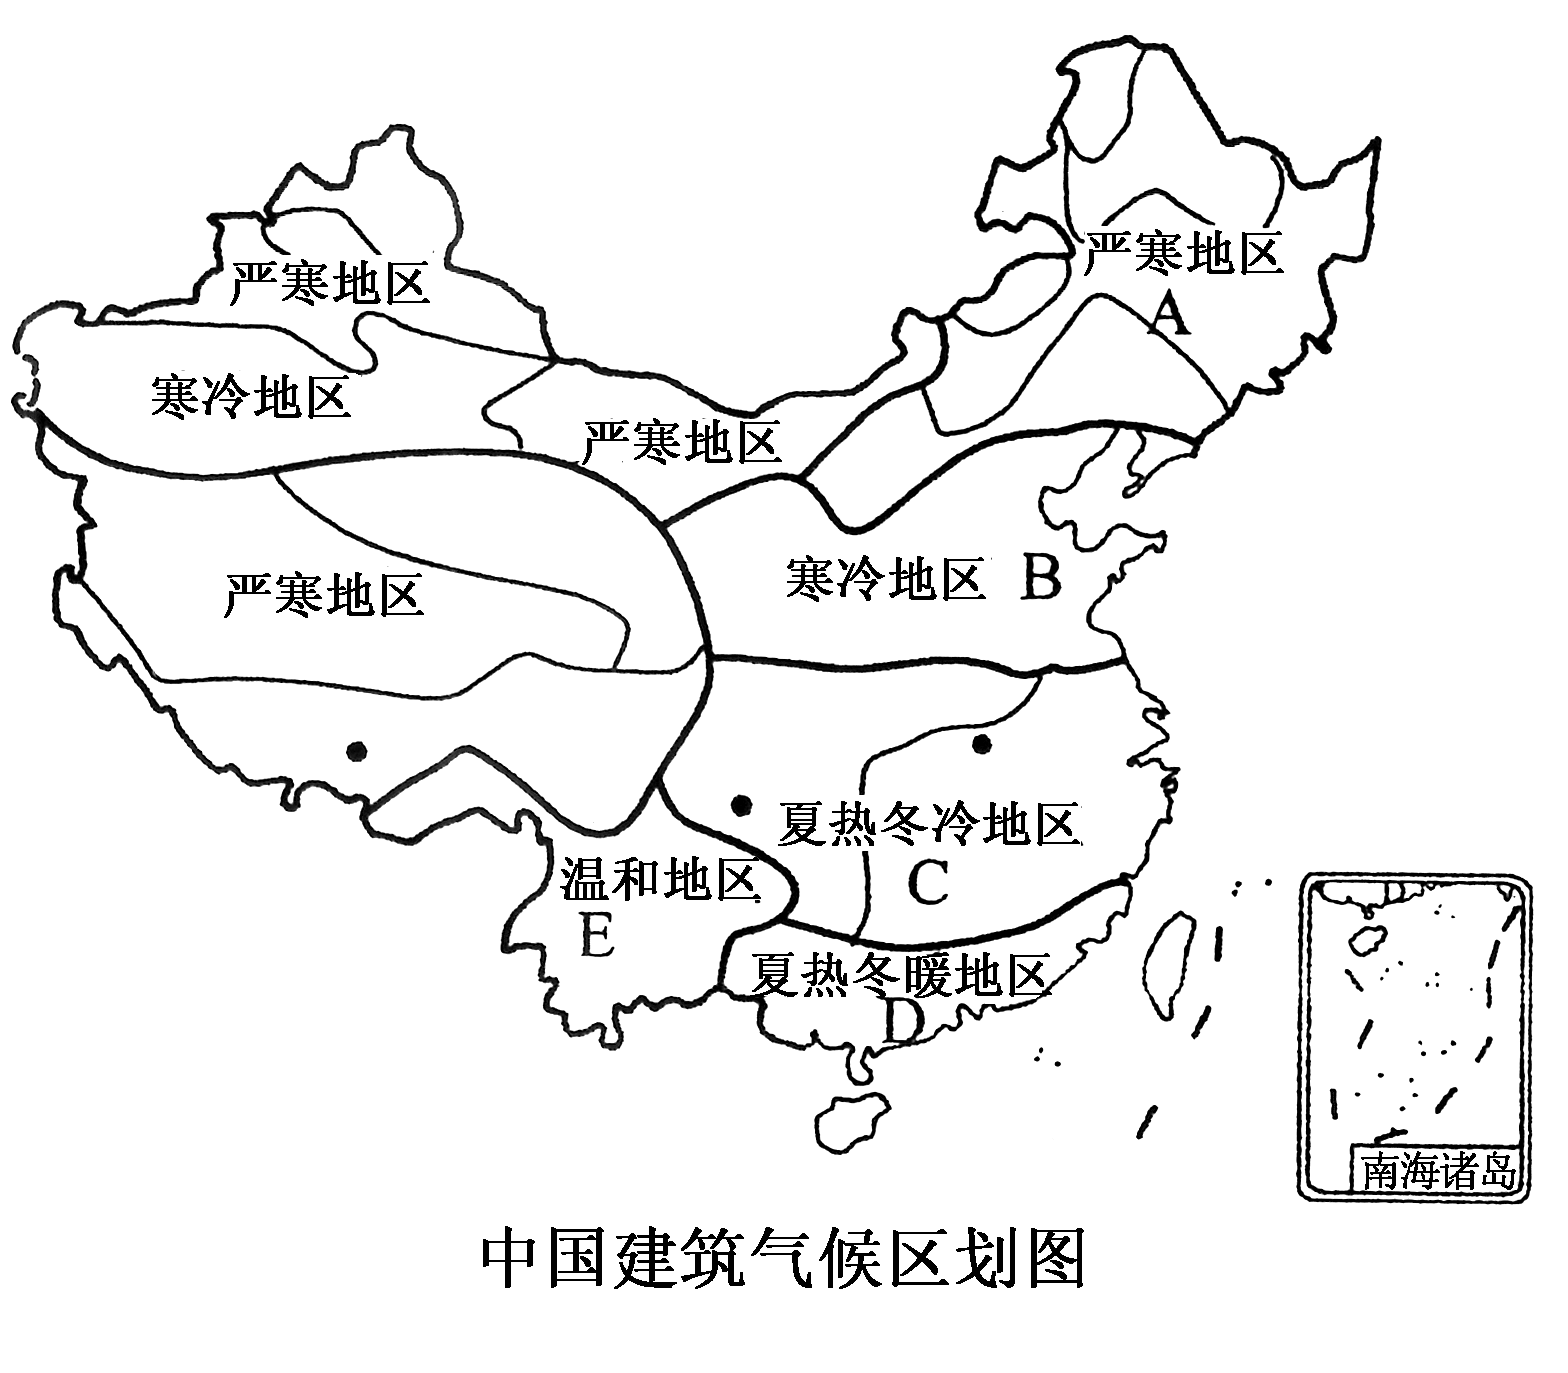 严寒地区
A
严寒地区
寒冷地区
严寒地区
寒冷地区 B
严寒地区
夏热冬冷地区
C
温和地区
E
夏热冬暖地区
D
D
南海诸岛
中国建筑气候区划图